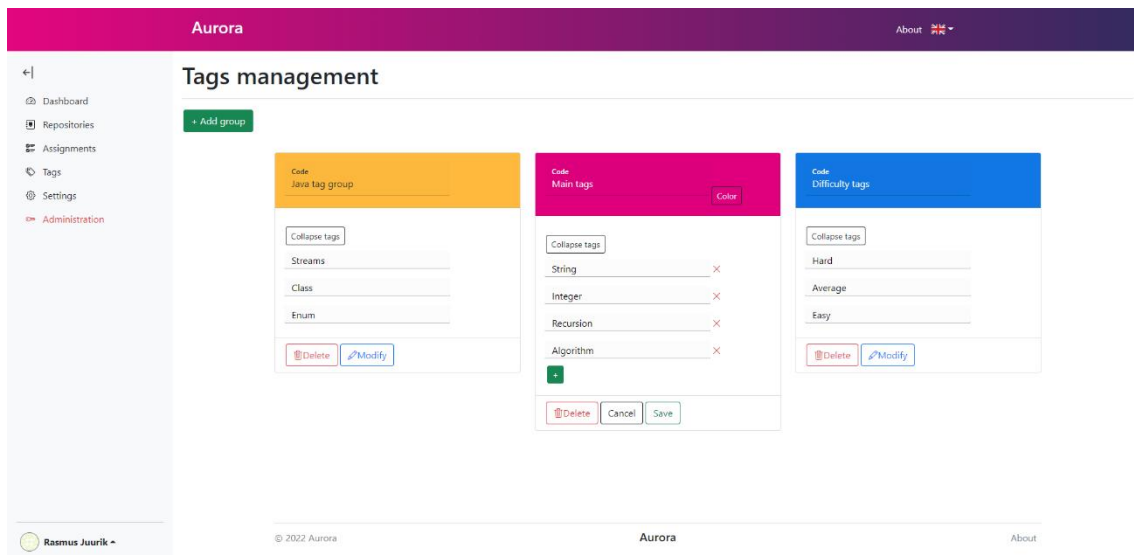 Aurora
About
Dashboard
Repositories
Assignments
Tags
Settings
Administration
Rasmus Juurik
Tags management
+ Add group
Code
Java tag group
Collapse tags
Streams
Class
Enum
Delete Modify
Code
Main tags
Color
Collapse tags
String
Integer
Recursion
Algorithm
+
Delete Cancel Save
Code
Difficulty tags
Collapse tags
Hard
Average
Easy
Delete Modify
© 2022 Aurora Aurora About